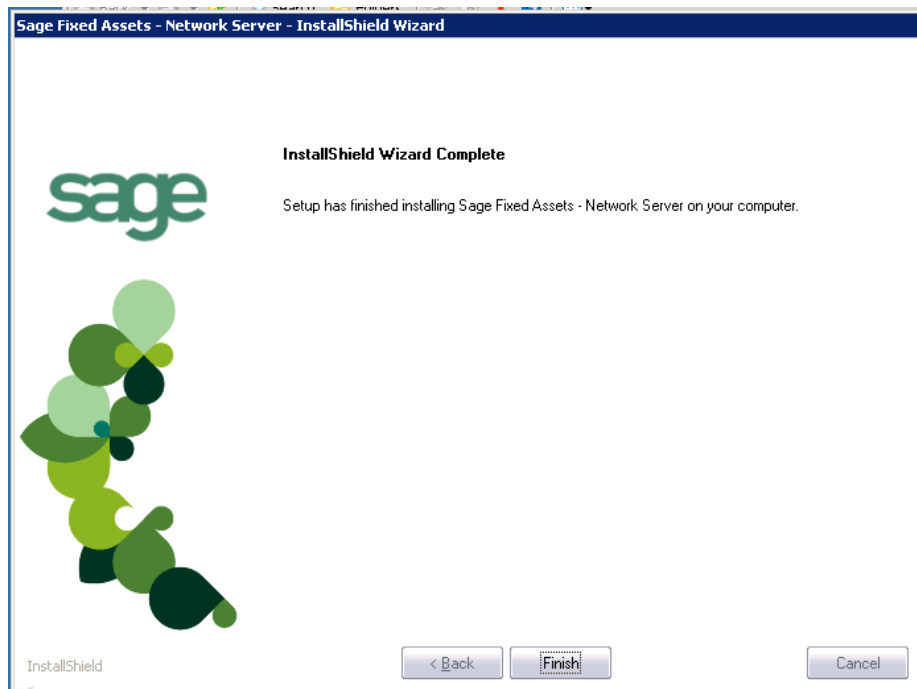 Sage Fixed Assets - Network Server - InstallShield Wizard
InstallShield Wizard Complete
sage
Setup has finished installing Sage Fixed Assets - Network Server on your computer.
InstallShield
< Back
Finish
Cancel